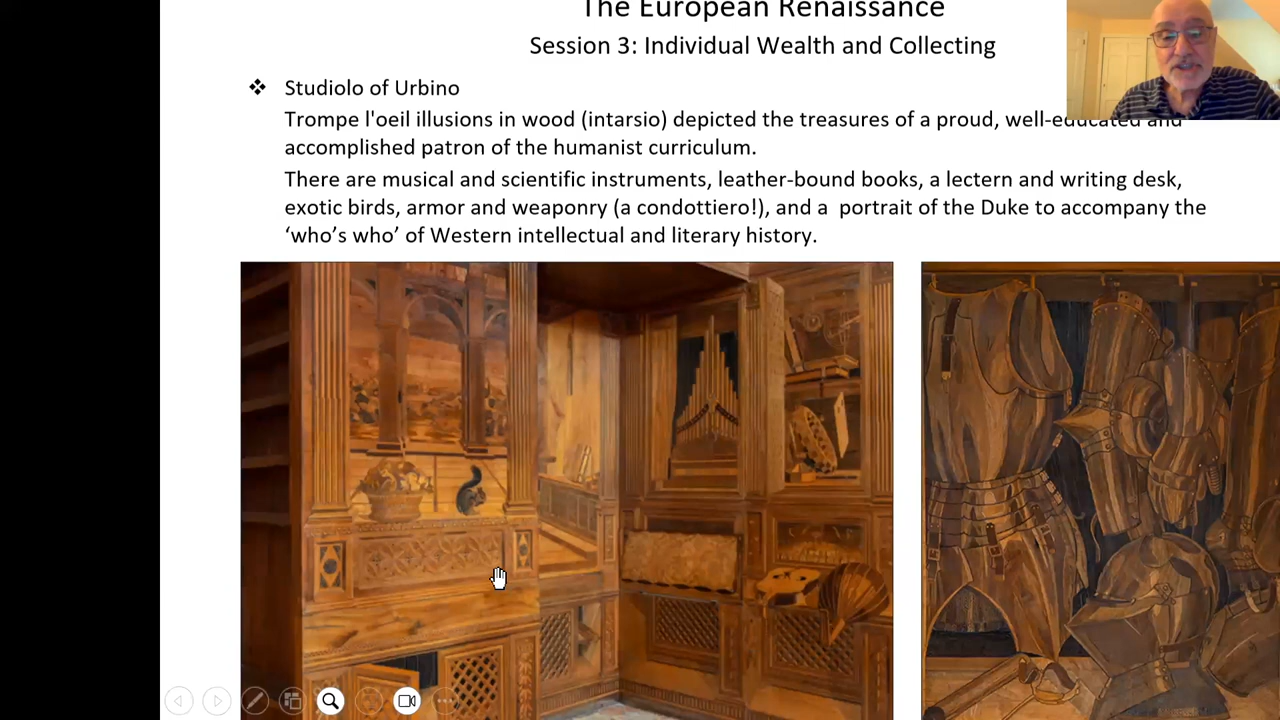 The European Renaissance
Session 3: Individual Wealth and Collecting
❖ Studiolo of Urbino
Trompe l'oeil illusions in wood (intarsio) depicted the treasures of a proud, well-educated and
accomplished patron of the humanist curriculum.
There are musical and scientific instruments, leather-bound books, a lectern and writing desk,
exotic birds, armor and weaponry (a condottiero!), and a  portrait of the Duke to accompany the
‘who’s who’ of Western intellectual and literary history.